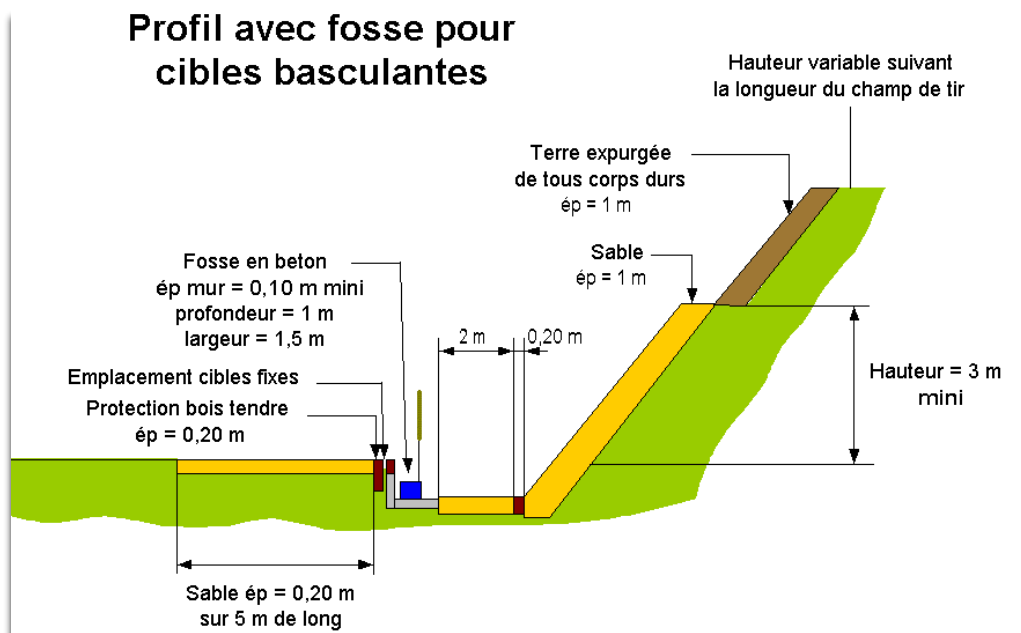 Profil avec fosse pour
cibles basculantes
Hauteur variable suivant
la longueur du champ de tir
Terre expurgée
de tous corps durs
ép = 1 m
Sable
ép = 1 m
Fosse en beton
ép mur = 0,10 m mini
profondeur = 1 m
largeur = 1,5 m
2 m
0,20 m
Emplacement cibles fixes
Protection bois tendre
ép = 0,20 m
Hauteur = 3 m
mini
Sable ép = 0,20 m
sur 5 m de long